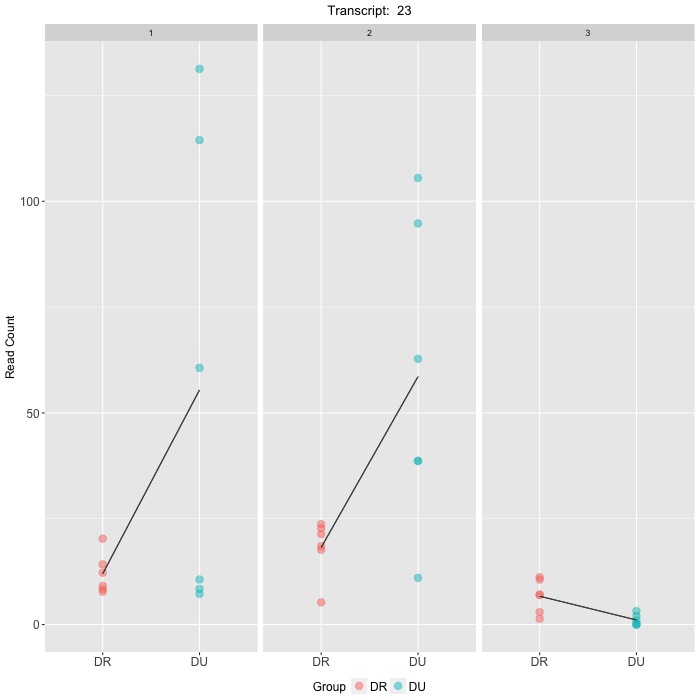 Transcript:  23
1 2 3
Read Count
100
50
0
DR DU DR DU DR DU
Group DR DU